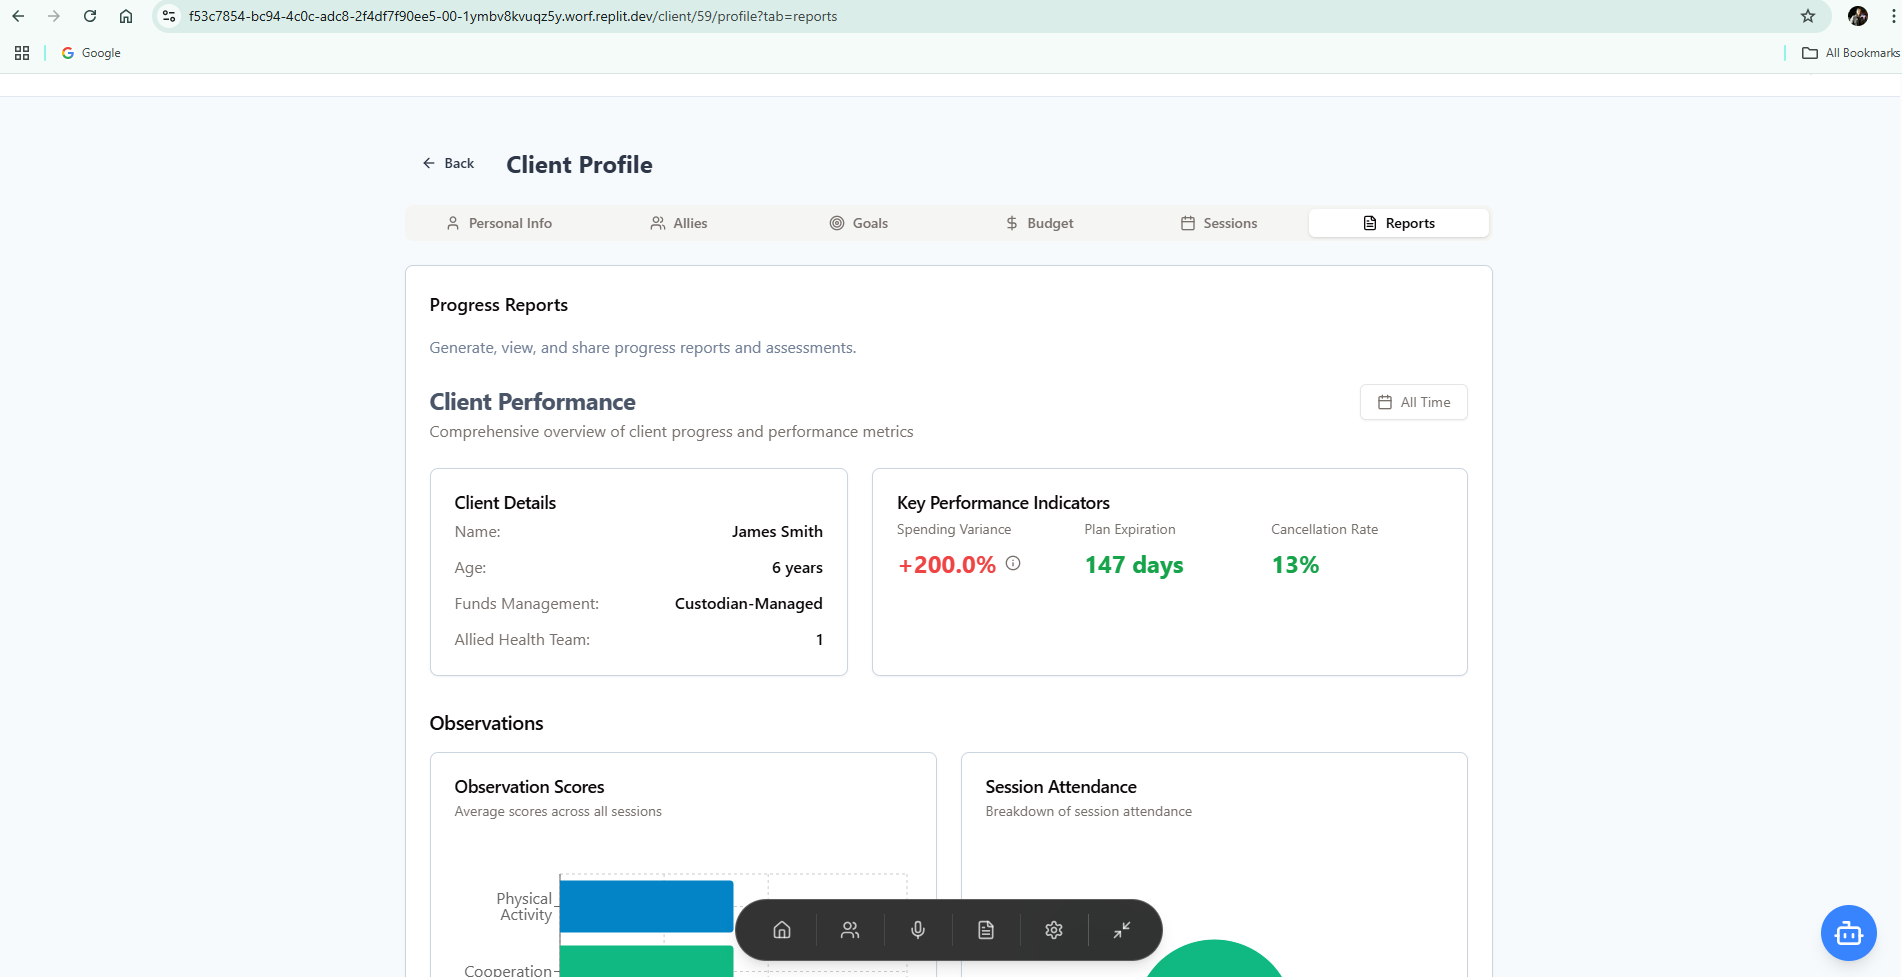 f53c7854-bc94-4c0c-adc8-2f4df7f90ee5-00-1ymbv8kvuqz5y.worf.replit.dev/client/59/profile?tab=reports
Google
All Bookmarks
Back
Client Profile
Personal Info
Allies
Goals
Budget
Sessions
Reports
Progress Reports
Generate, view, and share progress reports and assessments.
Client Performance
All Time
Comprehensive overview of client progress and performance metrics
Client Details
Name: James Smith
Age: 6 years
Funds Management: Custodian-Managed
Allied Health Team: 1
Key Performance Indicators
Spending Variance
Plan Expiration
Cancellation Rate
+200.0%
147 days
13%
Observations
Observation Scores
Average scores across all sessions
Physical
Activity
Cooperation
Session Attendance
Breakdown of session attendance